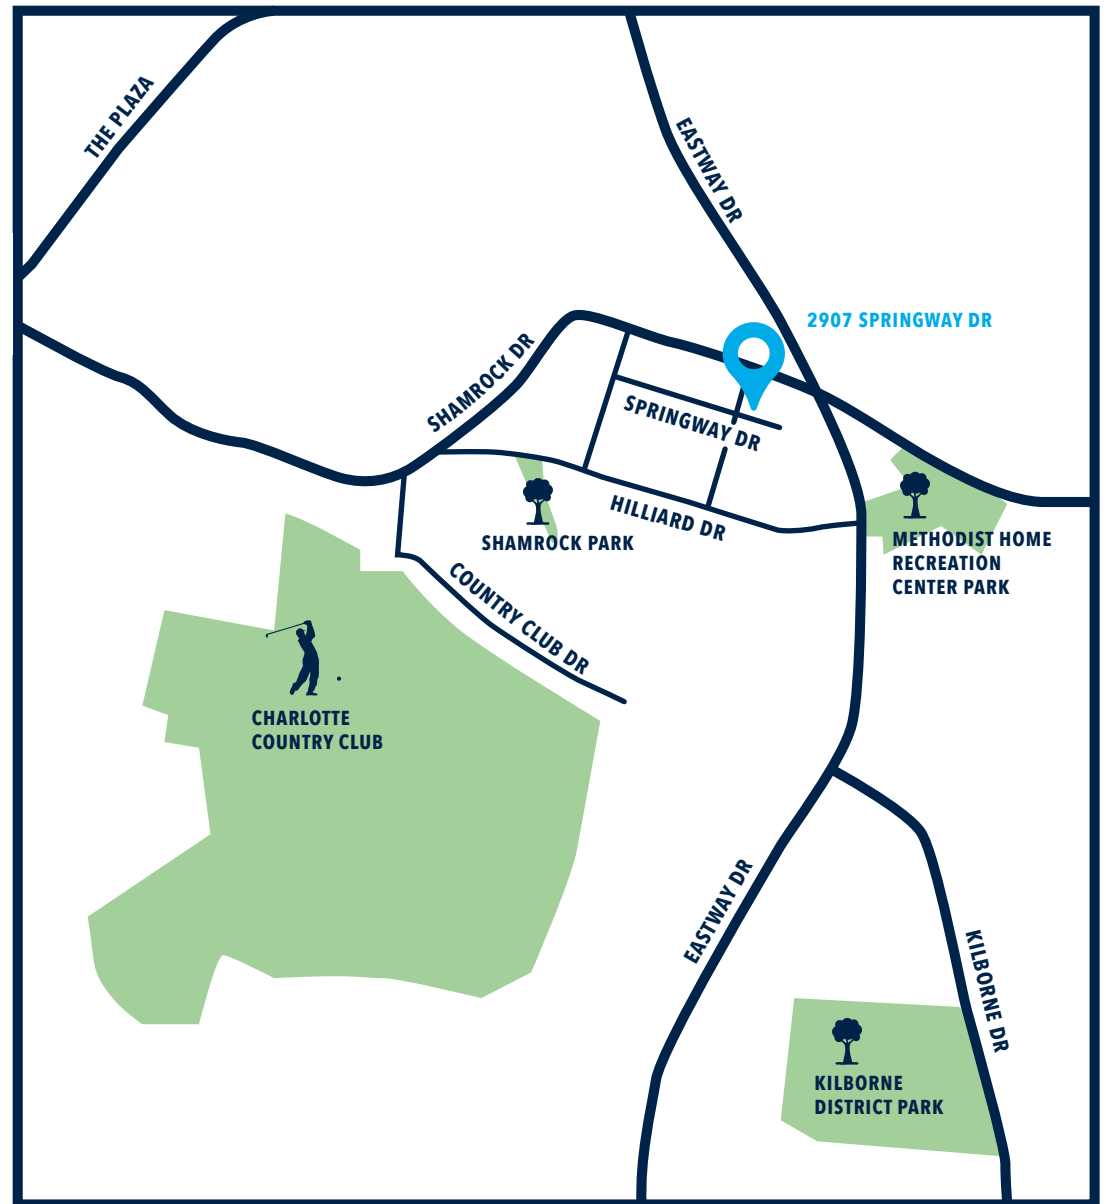 THE PLAZA
EASTWAY DR
2907 SPRINGWAY DR
SHAMROCK DR
SPRINGWAY DR
HILLIARD DR
SHAMROCK PARK
METHODIST HOME
RECREATION
CENTER PARK
COUNTRY CLUB DR
CHARLOTTE
COUNTRY CLUB
EASTWAY DR
KILBORNE DR
KILBORNE
DISTRICT PARK